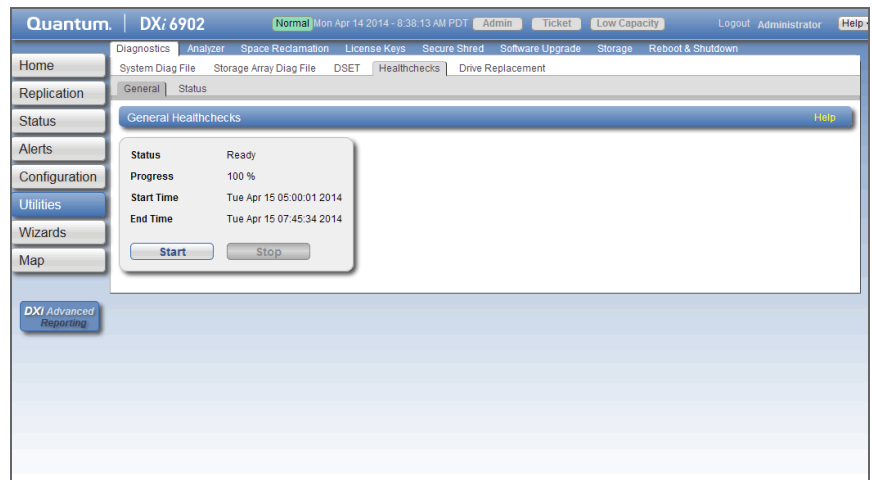 Quantum. DXi 6902 Normal Mon Apr 14 2014 - 8:38:13 AM PDT Admin Ticket Low Capacity Logout Administrator Help
Diagnostics Analyzer Space Reclamation License Keys Secure Shred Software Upgrade Storage Reboot & Shutdown
System Diag File Storage Array Diag File DSET Healthchecks Drive Replacement
General Status
Home
Replication
Status
Alerts
Configuration
Utilities
Wizards
Map
DXi Advanced
Reporting
General Healthchecks Help
Status Ready
Progress 100 %
Start Time Tue Apr 15 05:00:01 2014
End Time Tue Apr 15 07:45:34 2014
Start Stop